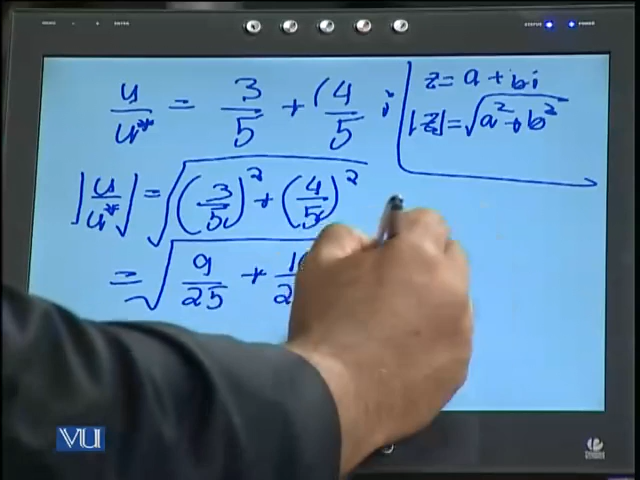 u/u* = 3/5 + (4/5 i
z = a + bi
|z| = √(a² + b²)
|u/u*| = √((3/5)² + (4/5)²)
= √(9/25 + 
VU